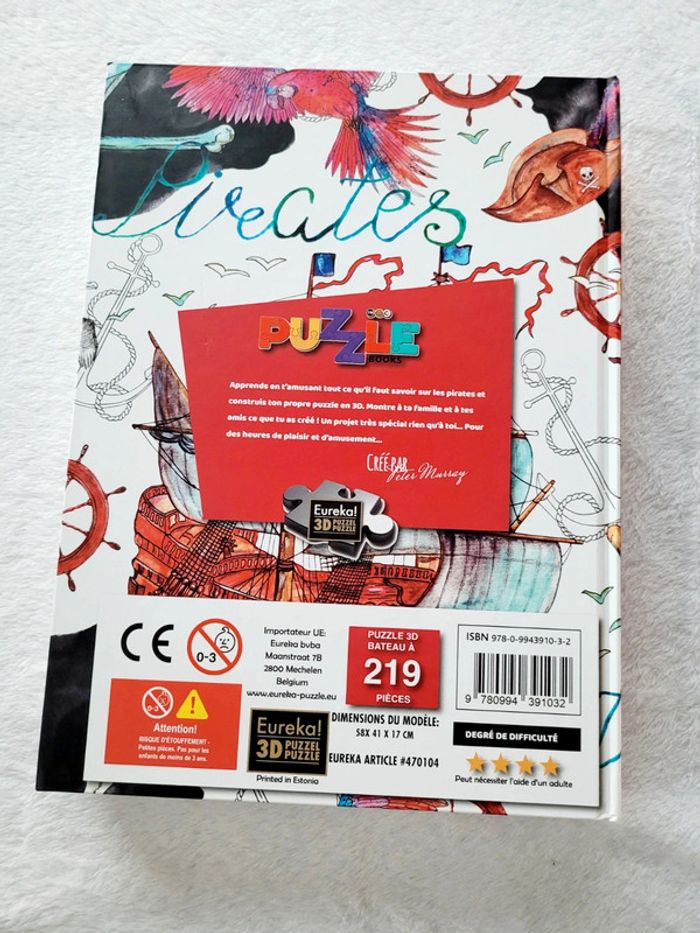 Pirates
PUZZLE
BOOKS
Apprends en t'amusant tout ce qu'il faut savoir sur les pirates et
construis ton propre puzzle en 3D. Montre à ta famille et à tes
amis ce que tu as créé ! Un projet très spécial rien qu'à toi... Pour
des heures de plaisir et d'amusement...
CRÉÉ PAR
Peter Murray
Eureka!
3D PUZZEL
PUZZLE
CE
0-3
Importateur UE:
Eureka bvba
Maanstraat 7B
2800 Mechelen
Belgium
www.eureka-puzzle.eu
PUZZLE 3D
BATEAU À
219
PIÈCES
ISBN 978-0-9943910-3-2
9 780994 391032
0-3
Attention!
RISQUE D'ÉTOUFFEMENT -
Petites pièces. Pas pour les
enfants de moins de 3 ans.
Eureka!
3D PUZZEL
PUZZLE
Printed in Estonia
DIMENSIONS DU MODÈLE:
58X 41 X 17 CM
EUREKA ARTICLE #470104
DEGRÉ DE DIFFICULTÉ
Peut nécessiter l'aide d'un adulte